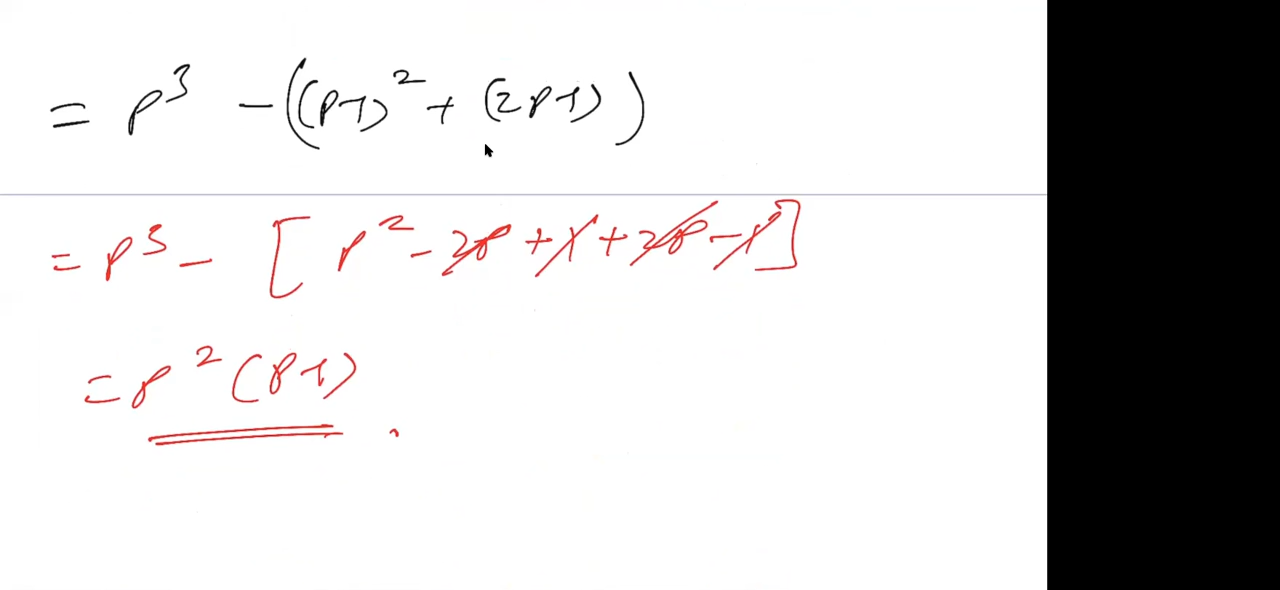 = p³ - ((p-1)² + (2p-1))
= p³ - [p² - 2p + 1 + 2p - 1]
= p² (p-1)